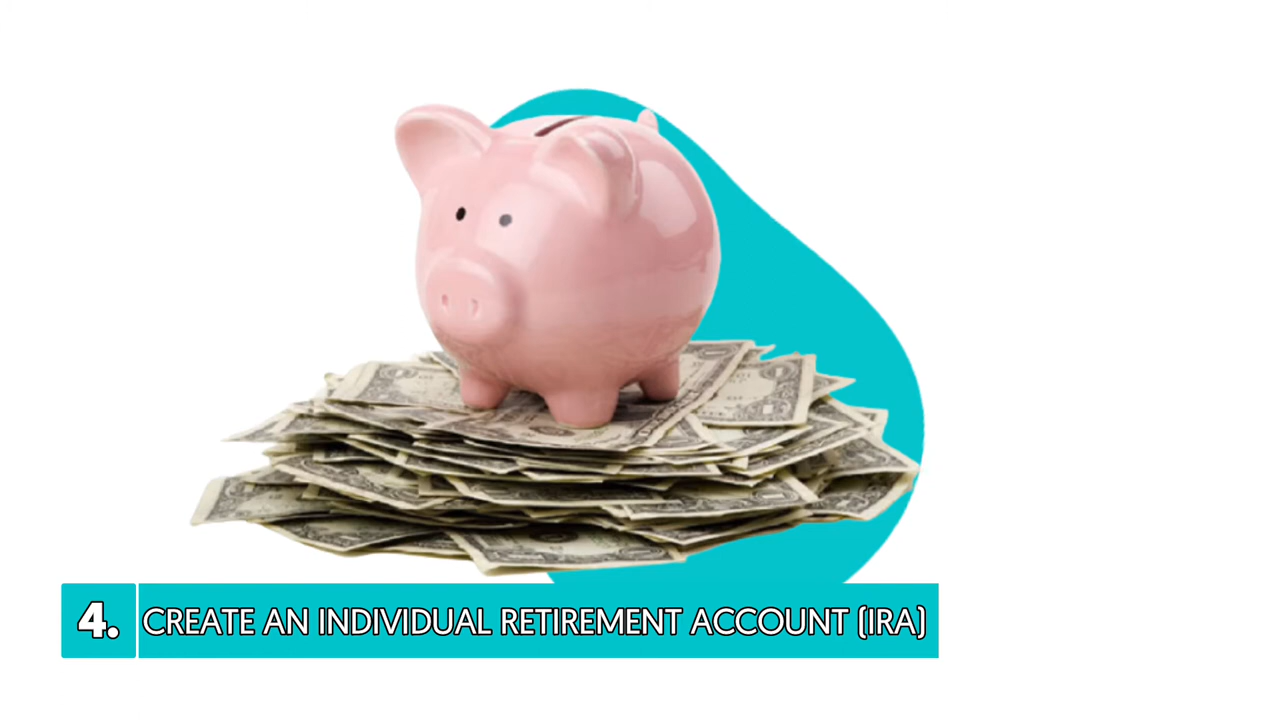 4. CREATE AN INDIVIDUAL RETIREMENT ACCOUNT (IRA)